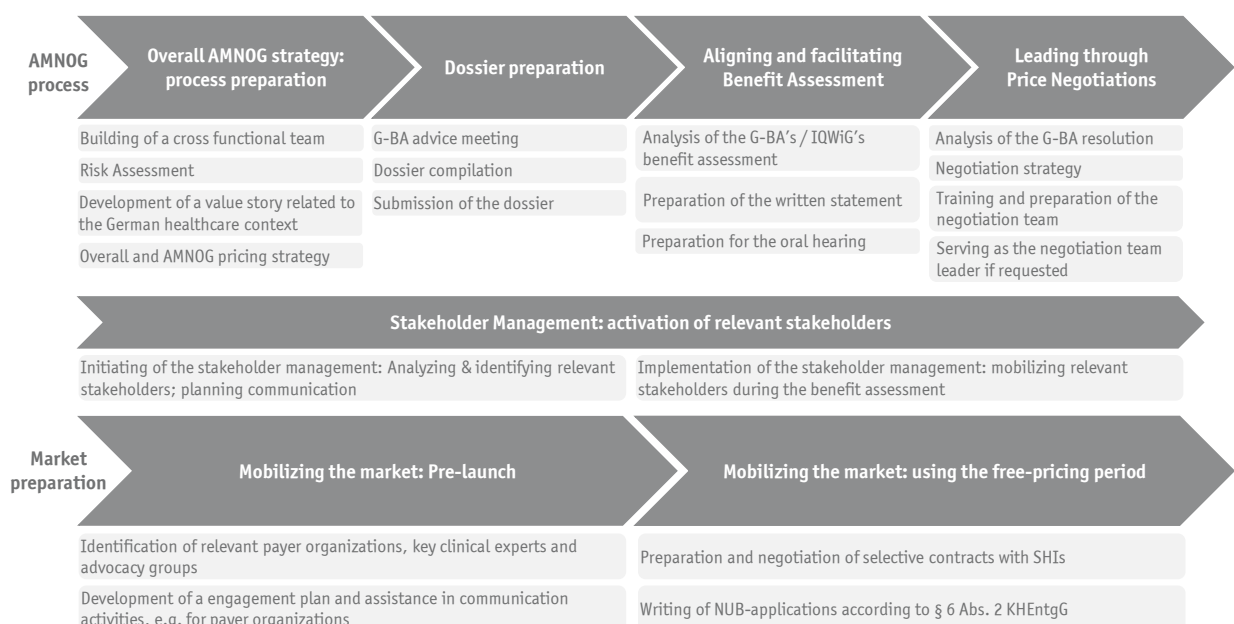 AMNOG
process
Overall AMNOG strategy:
process preparation
Dossier preparation
Aligning and facilitating
Benefit Assessment
Leading through
Price Negotiations
Building of a cross functional team
Risk Assessment
Development of a value story related to
the German healthcare context
Overall and AMNOG pricing strategy
G-BA advice meeting
Dossier compilation
Submission of the dossier
Analysis of the G-BA's / IQWiG's
benefit assessment
Preparation of the written statement
Preparation for the oral hearing
Analysis of the G-BA resolution
Negotiation strategy
Training and preparation of the
negotiation team
Serving as the negotiation team
leader if requested
Stakeholder Management: activation of relevant stakeholders
Initiating of the stakeholder management: Analyzing & identifying relevant
stakeholders; planning communication
Implementation of the stakeholder management: mobilizing relevant
stakeholders during the benefit assessment
Market
preparation
Mobilizing the market: Pre-launch
Mobilizing the market: using the free-pricing period
Identification of relevant payer organizations, key clinical experts and
advocacy groups
Development of a engagement plan and assistance in communication
activities, e.g. for payer organizations
Preparation and negotiation of selective contracts with SHIs
Writing of NUB-applications according to § 6 Abs. 2 KHEntgG